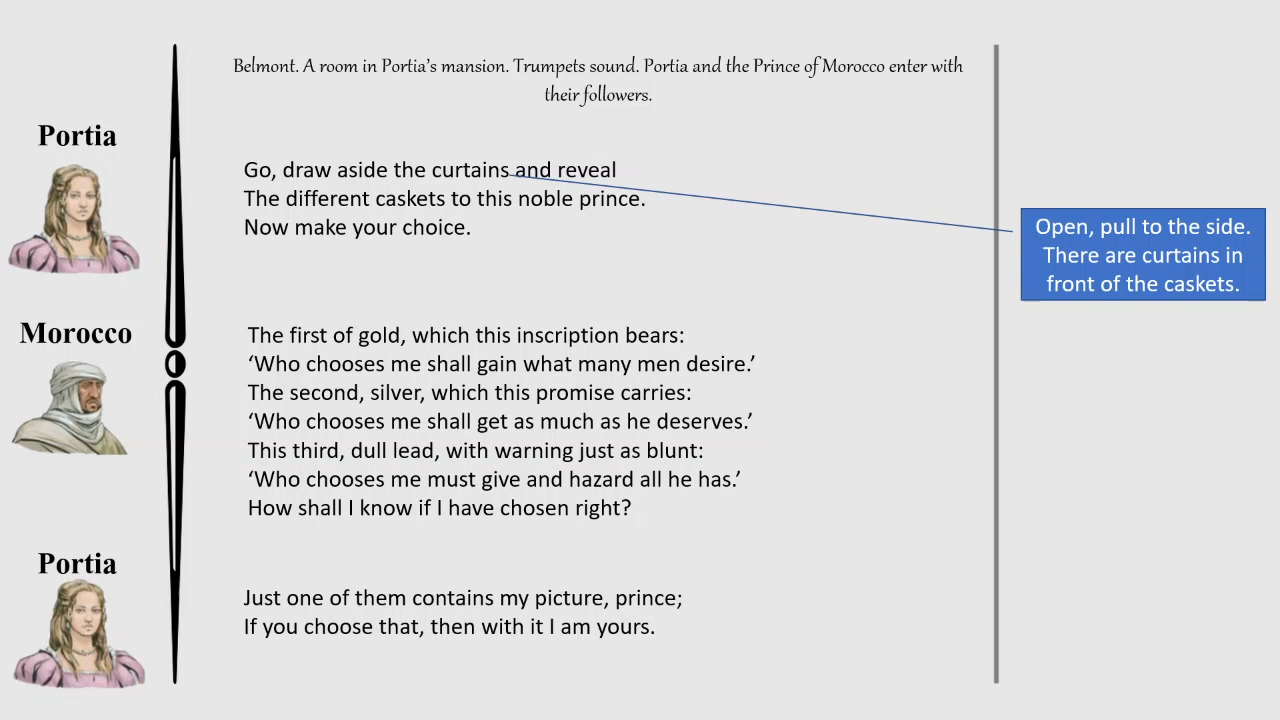 Belmont. A room in Portia's mansion. Trumpets sound. Portia and the Prince of Morocco enter with
their followers.
Portia
Go, draw aside the curtains and reveal
The different caskets to this noble prince.
Now make your choice.
Open, pull to the side.
There are curtains in
front of the caskets.
Morocco
The first of gold, which this inscription bears:
‘Who chooses me shall gain what many men desire.’
The second, silver, which this promise carries:
‘Who chooses me shall get as much as he deserves.’
This third, dull lead, with warning just as blunt:
‘Who chooses me must give and hazard all he has.’
How shall I know if I have chosen right?
Portia
Just one of them contains my picture, prince;
If you choose that, then with it I am yours.